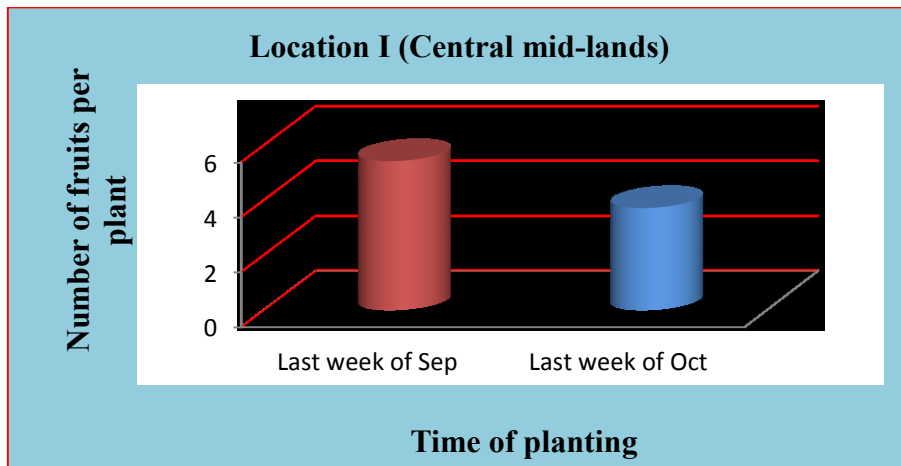 Location I (Central mid-lands)
Number of fruits per
plant
6
4
2
0
Last week of Sep
Last week of Oct
Time of planting